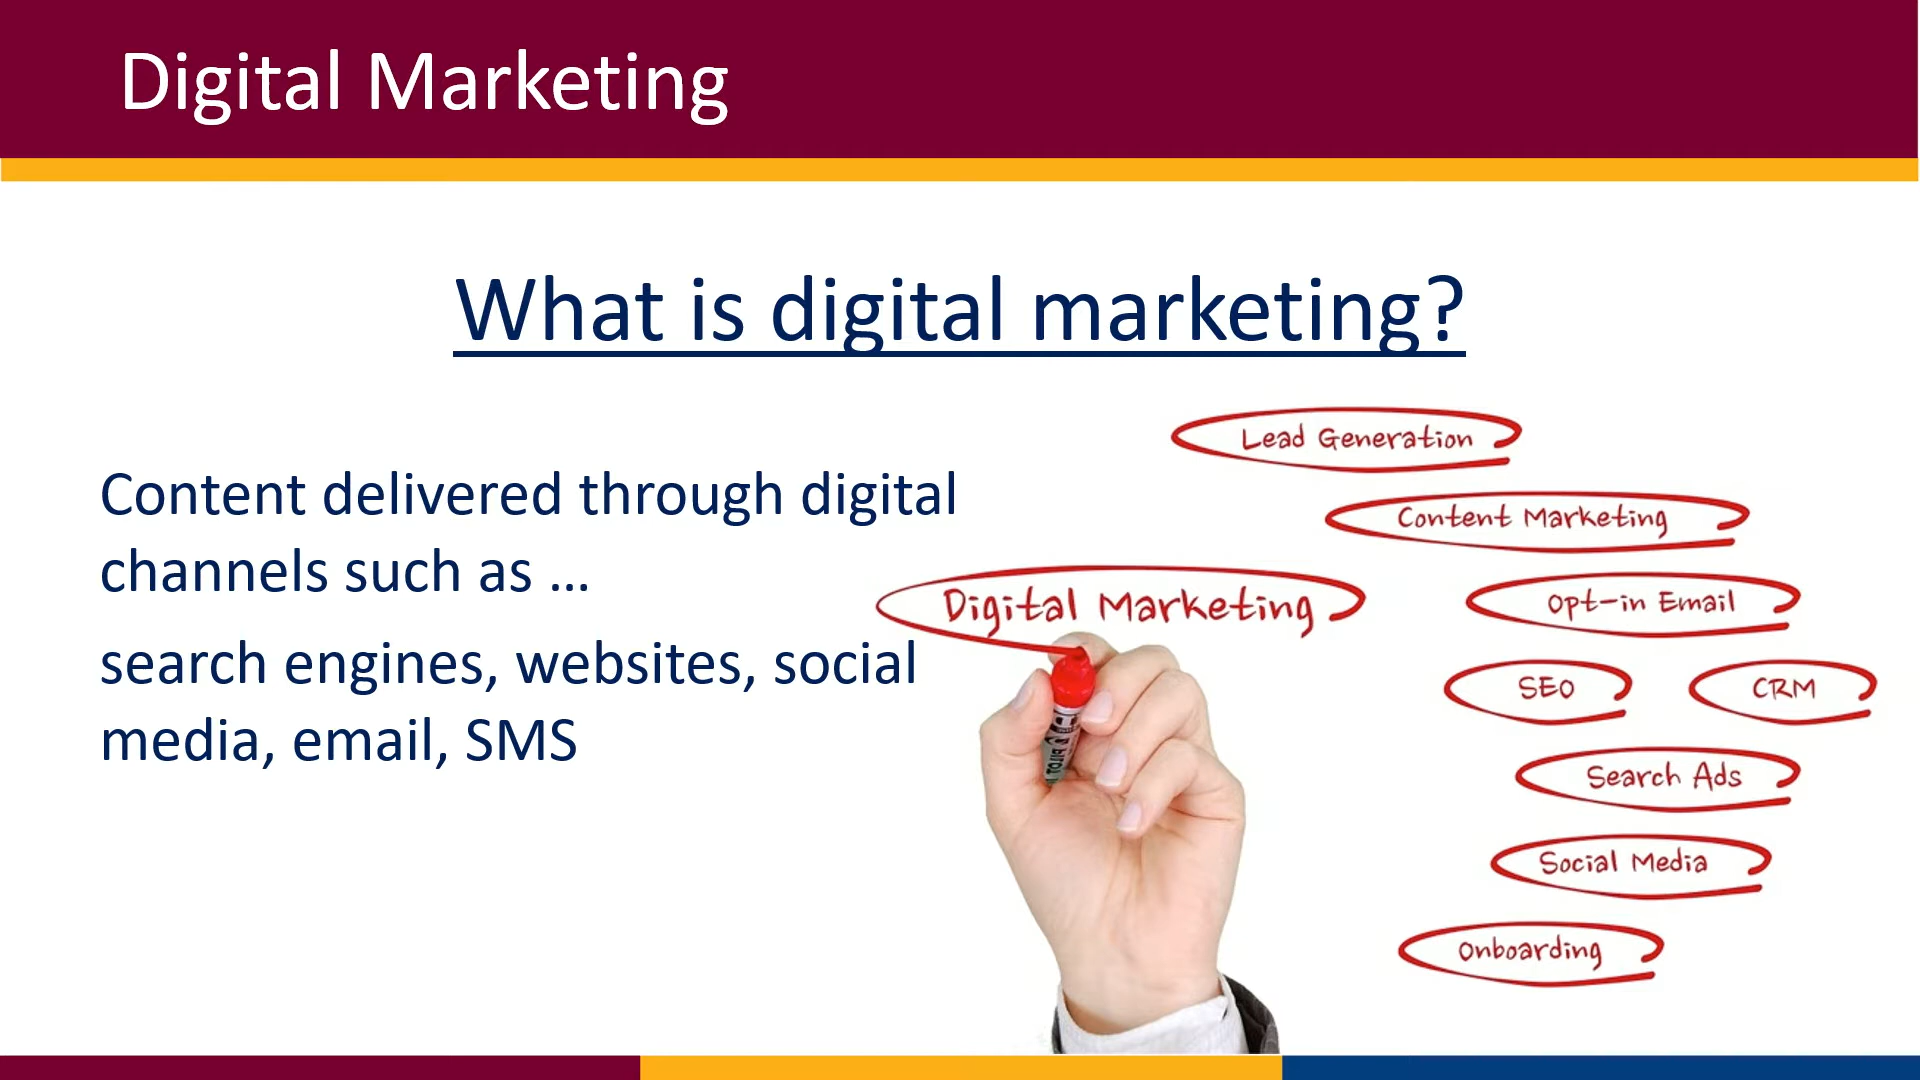 Digital Marketing
What is digital marketing?
Content delivered through digital
channels such as ...
search engines, websites, social
media, email, SMS
Lead Generation
Content Marketing
Digital Marketing
Opt-in Email
SEO
CRM
Search Ads
Social Media
Onboarding
PILOT